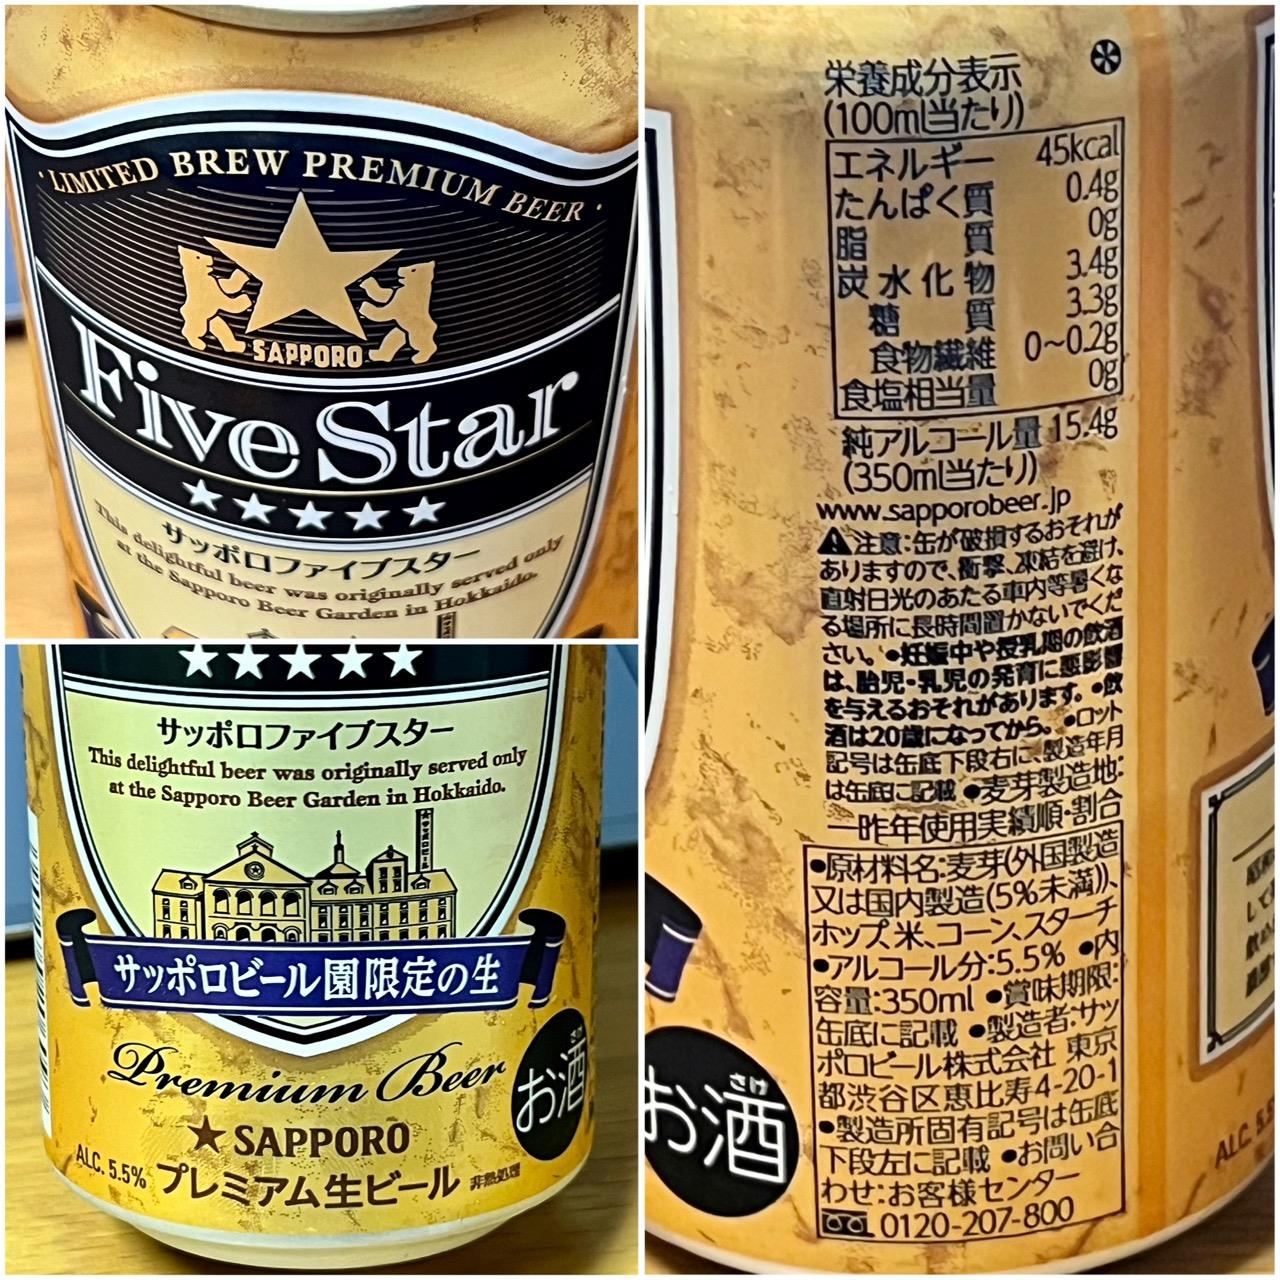 LIMITED BREW PREMIUM BEER
SAPPORO
Five Star
サッポロファイブスター
This delightful beer was originally served only
at the Sapporo Beer Garden in Hokkaido.
サッポロファイブスター
This delightful beer was originally served only
at the Sapporo Beer Garden in Hokkaido.
サッポロビール
サッポロビール園限定の生
Premium Beer
さけ
お酒
SAPPORO
ALC. 5.5%
プレミアム生ビール 非熱処理
栄養成分表示
(100ml当たり)
エネルギー 45kcal
たんぱく質 0.4g
脂質 0g
炭水化物 3.4g
糖質 3.3g
食物繊維 0~0.2g
食塩相当量 0g
純アルコール量 15.4g
(350ml当たり)
www.sapporobeer.jp
注意:缶が破損するおそれが
ありますので、衝撃、凍結を避け、
直射日光のあたる車内等暑くな
る場所に長時間置かないでくだ
さい。●妊娠中や授乳期の飲酒
は、胎児・乳児の発育に悪影響
を与えるおそれがあります。●飲
酒は20歳になってから。●ロット
記号は缶底下段右に、製造年月
は缶底に記載 ●麦芽製造地:
一昨年使用実績順・割合
●原材料名:麦芽(外国製造
又は国内製造(5%未満))、
ホップ、米、コーン、スターチ
●アルコール分:5.5% ●内
容量:350ml ●賞味期限:
缶底に記載 ●製造者:サッ
ポロビール株式会社 東京
都渋谷区恵比寿4-20-1
●製造所固有記号は缶底
下段左に記載 ●お問い合
わせ:お客様センター
0120-207-800
さけ
お酒
ALC. 5.5